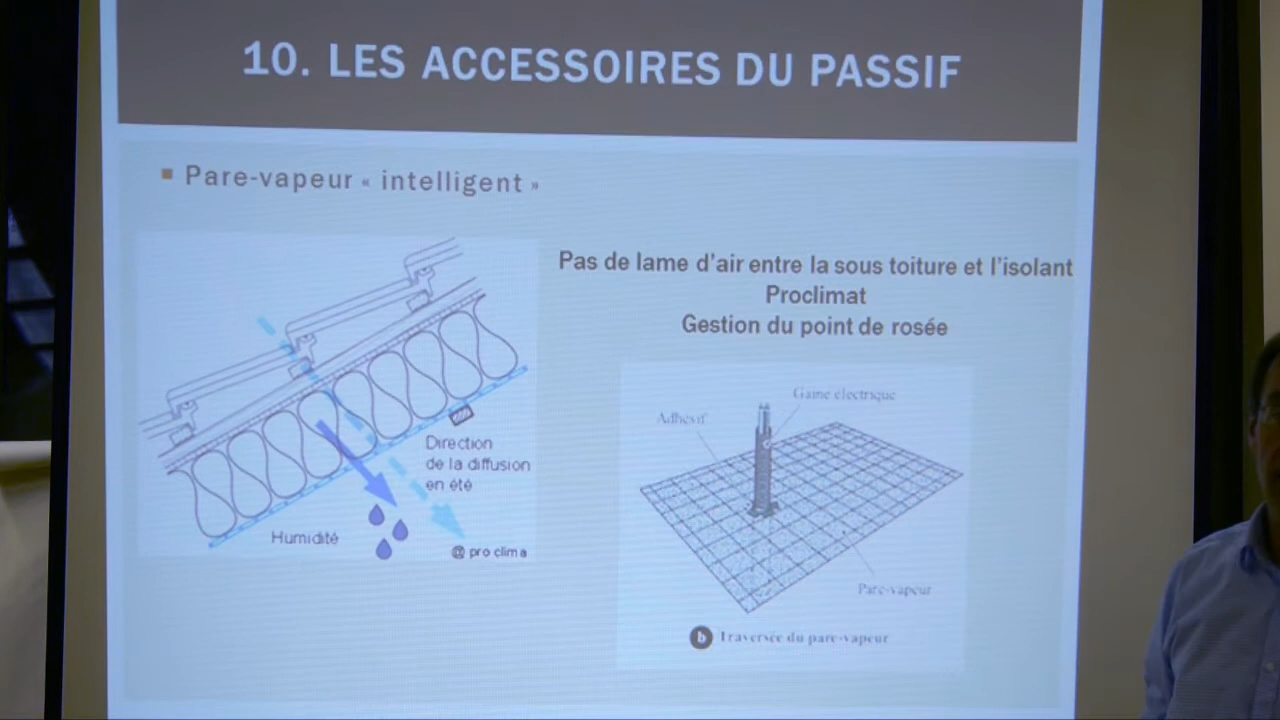 10. LES ACCESSOIRES DU PASSIF
Pare-vapeur « intelligent »
Pas de lame d'air entre la sous toiture et l'isolant
Proclimat
Gestion du point de rosée
Direction
de la diffusion
en été
Humidité
@ pro clima
Gaine électrique
Adhésif
Pare-vapeur
b Traversée du pare-vapeur